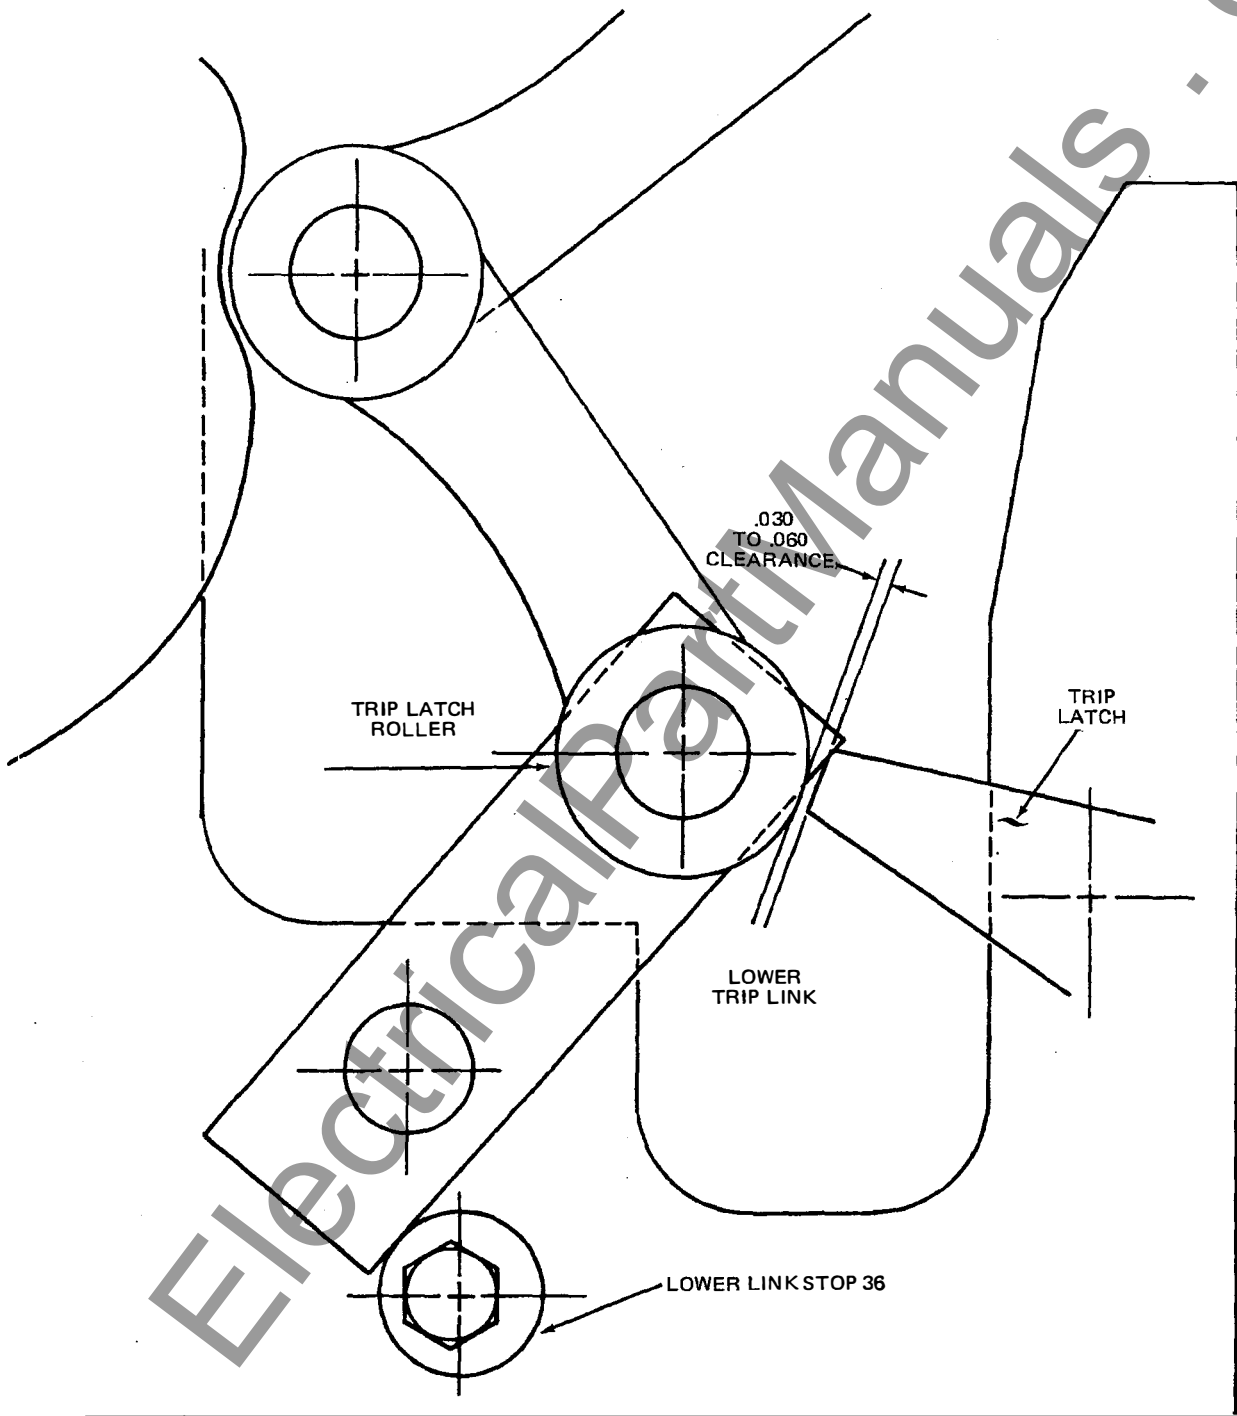 .030
TO .060
CLEARANCE
TRIP LATCH
ROLLER
TRIP
LATCH
LOWER
TRIP LINK
LOWER LINK STOP 36
ElectricalPartManuals .